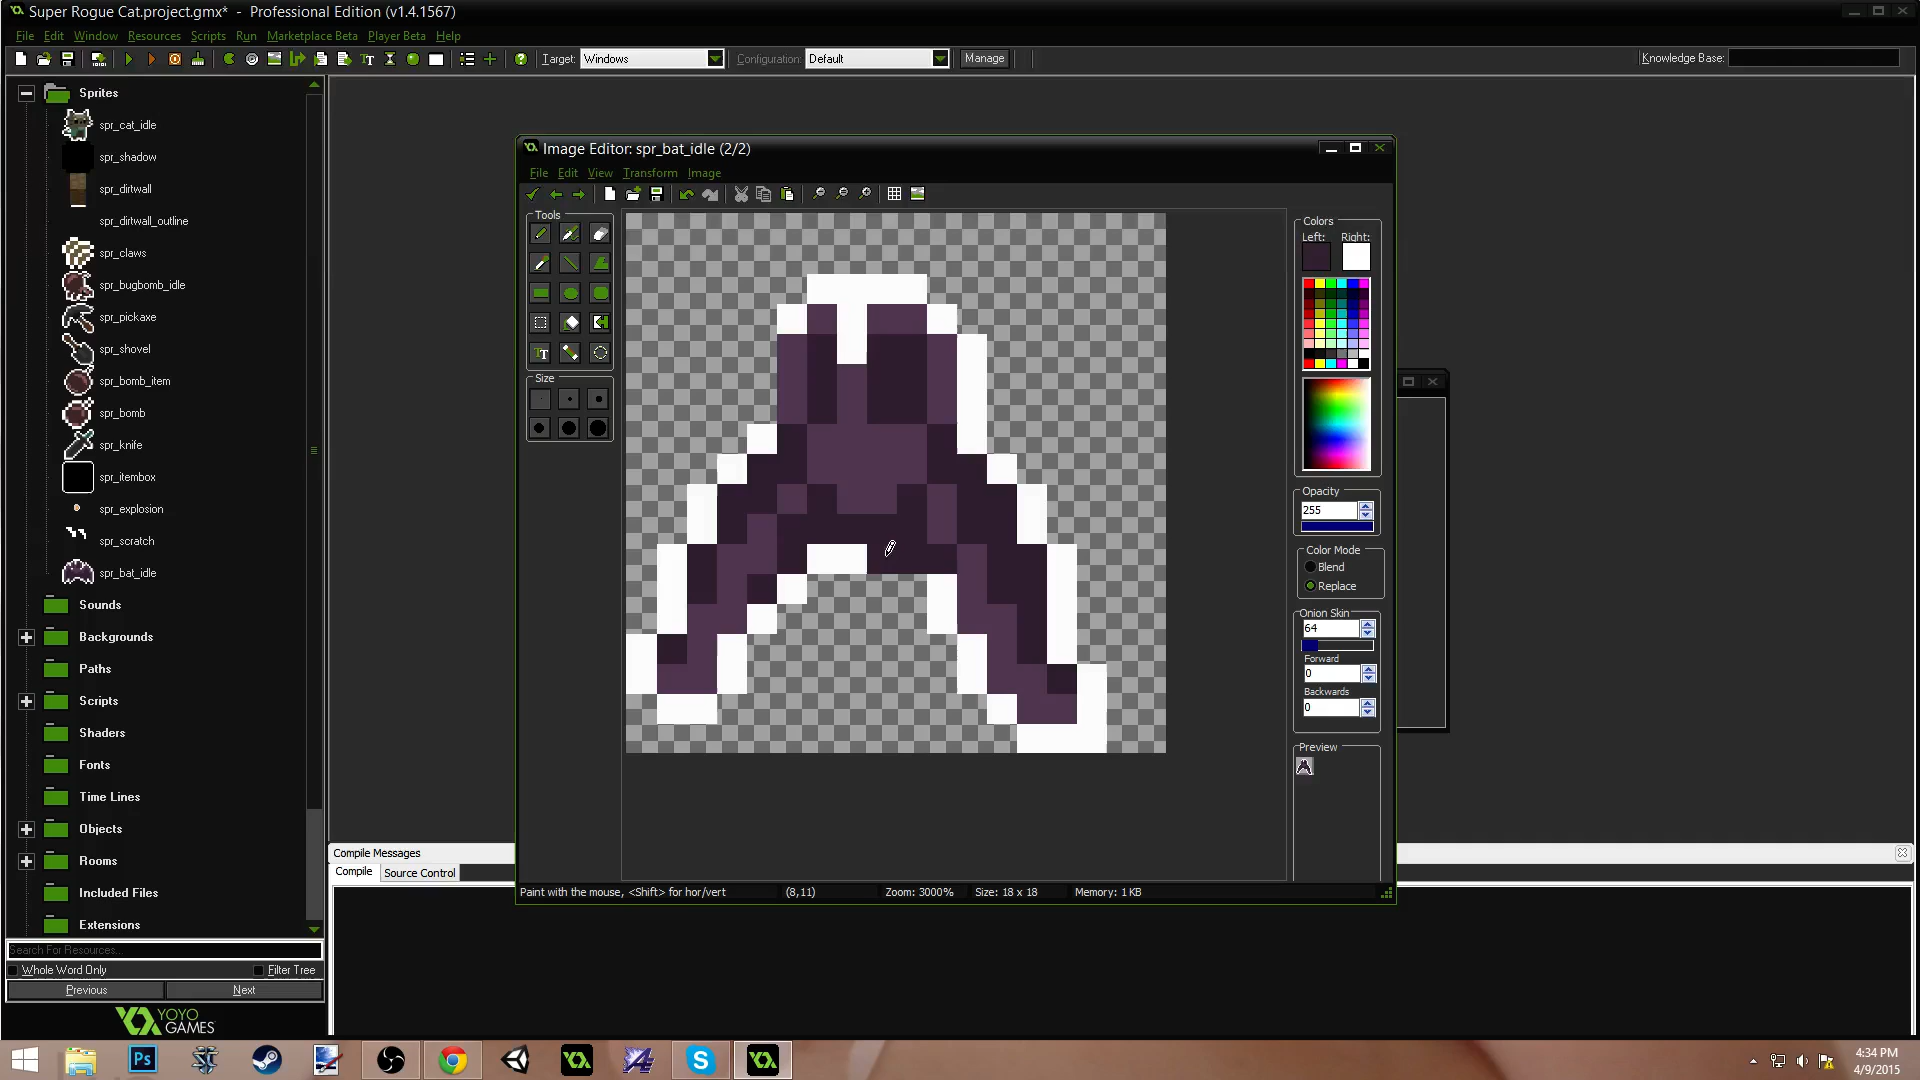 Super Rogue Cat.project.gmx* - Professional Edition (v1.4.1567)
File Edit Window Resources Scripts Run Marketplace Beta Player Beta Help
Target: Windows Configuration: Default Manage Knowledge Base:
Sprites
spr_cat_idle
spr_shadow
spr_dirtwall
spr_dirtwall_outline
spr_claws
spr_bugbomb_idle
spr_pickaxe
spr_shovel
spr_bomb_item
spr_bomb
spr_knife
spr_itembox
spr_explosion
spr_scratch
spr_bat_idle
Sounds
Backgrounds
Paths
Scripts
Shaders
Fonts
Time Lines
Objects
Rooms
Included Files
Extensions
Search For Resources...
Whole Word Only Filter Tree
Previous Next
YOYO
GAMES
Image Editor: spr_bat_idle (2/2)
File Edit View Transform Image
Tools
TT
Size
Colors
Left: Right:
Opacity
255
Color Mode
Blend
Replace
Onion Skin
64
Forward
0
Backwards
0
Preview
Paint with the mouse, <Shift> for hor/vert (8,11) Zoom: 3000% Size: 18 x 18 Memory: 1 KB
Compile Messages
Compile Source Control
Ps
4:34 PM
4/9/2015